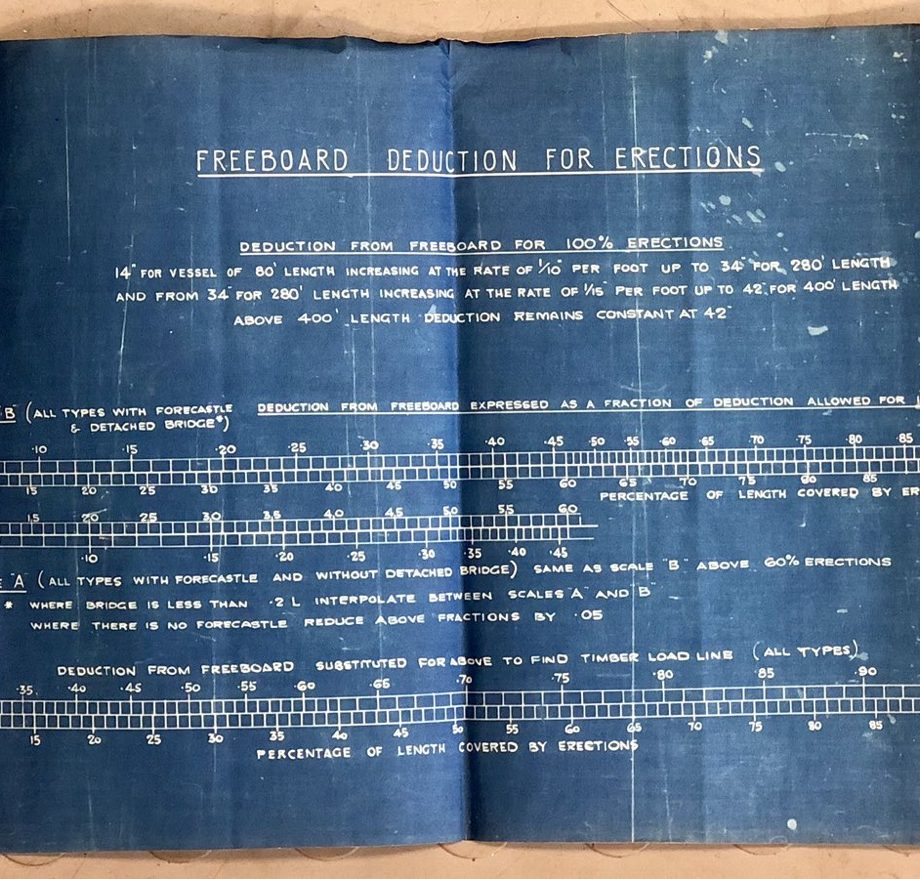 FREEBOARD DEDUCTION FOR ERECTIONS
DEDUCTION FROM FREEBOARD FOR 100% ERECTIONS
14" FOR VESSEL OF 80' LENGTH INCREASING AT THE RATE OF 1/10" PER FOOT UP TO 34" FOR 280' LENGTH
AND FROM 34" FOR 280' LENGTH INCREASING AT THE RATE OF 1/15" PER FOOT UP TO 42" FOR 400' LENGTH
ABOVE 400' LENGTH DEDUCTION REMAINS CONSTANT AT 42"
"B" (ALL TYPES WITH FORECASTLE
& DETACHED BRIDGE*)
DEDUCTION FROM FREEBOARD EXPRESSED AS A FRACTION OF DEDUCTION ALLOWED FOR
·10 ·15 ·20 ·25 ·30 ·35 ·40 ·45 ·50 ·55 ·60 ·65 ·70 ·75 ·80 ·85
15 20 25 30 35 40 45 50 55 60 65 70 75 80 85
PERCENTAGE OF LENGTH COVERED BY ER
15 20 25 30 35 40 45 50 55 60
·10 ·15 ·20 ·25 ·30 ·35 ·40 ·45
"A" (ALL TYPES WITH FORECASTLE AND WITHOUT DETACHED BRIDGE) SAME AS SCALE "B" ABOVE 60% ERECTIONS
* WHERE BRIDGE IS LESS THAN ·2 L INTERPOLATE BETWEEN SCALES "A" AND "B"
WHERE THERE IS NO FORECASTLE REDUCE ABOVE FRACTIONS BY ·05
DEDUCTION FROM FREEBOARD SUBSTITUTED FOR ABOVE TO FIND TIMBER LOAD LINE (ALL TYPES)
·35 ·40 ·45 ·50 ·55 ·60 ·65 ·70 ·75 ·80 ·85 ·90
15 20 25 30 35 40 45 50 55 60 65 70 75 80 85
PERCENTAGE OF LENGTH COVERED BY ERECTIONS